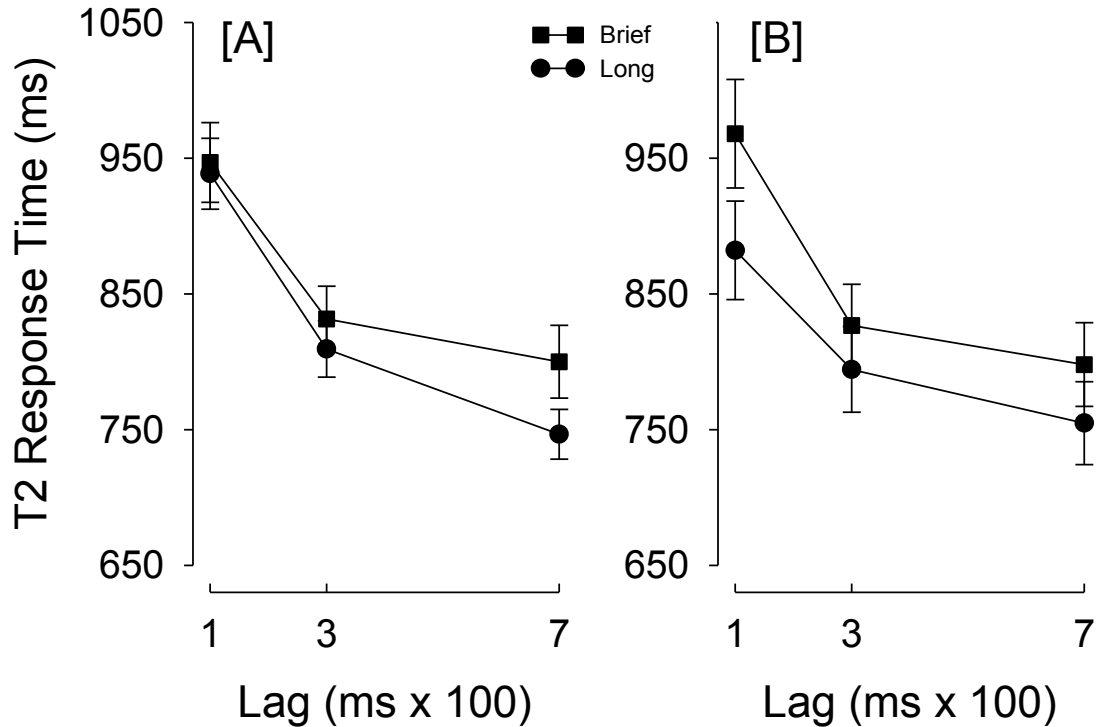 T2 Response Time (ms)
[A]
Brief
Long
[B]
1050
950
850
750
650
1 3 7
Lag (ms x 100)
950
850
750
650
1 3 7
Lag (ms x 100)